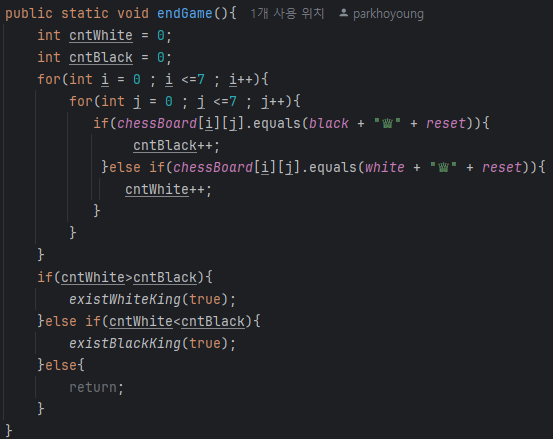 public static void endGame(){ 1개 사용 위치 parkhoyoung
    int cntWhite = 0;
    int cntBlack = 0;
    for(int i = 0 ; i <=7 ; i++){
        for(int j = 0 ; j <=7 ; j++){
           if(chessBoard[i][j].equals(black + "♛" + reset)){
                cntBlack++;
            }else if(chessBoard[i][j].equals(white + "♛" + reset)){
               cntWhite++;
           }
        }
    }
    if(cntWhite>cntBlack){
        existWhiteKing(true);
    }else if(cntWhite<cntBlack){
        existBlackKing(true);
    }else{
        return;
    }
}